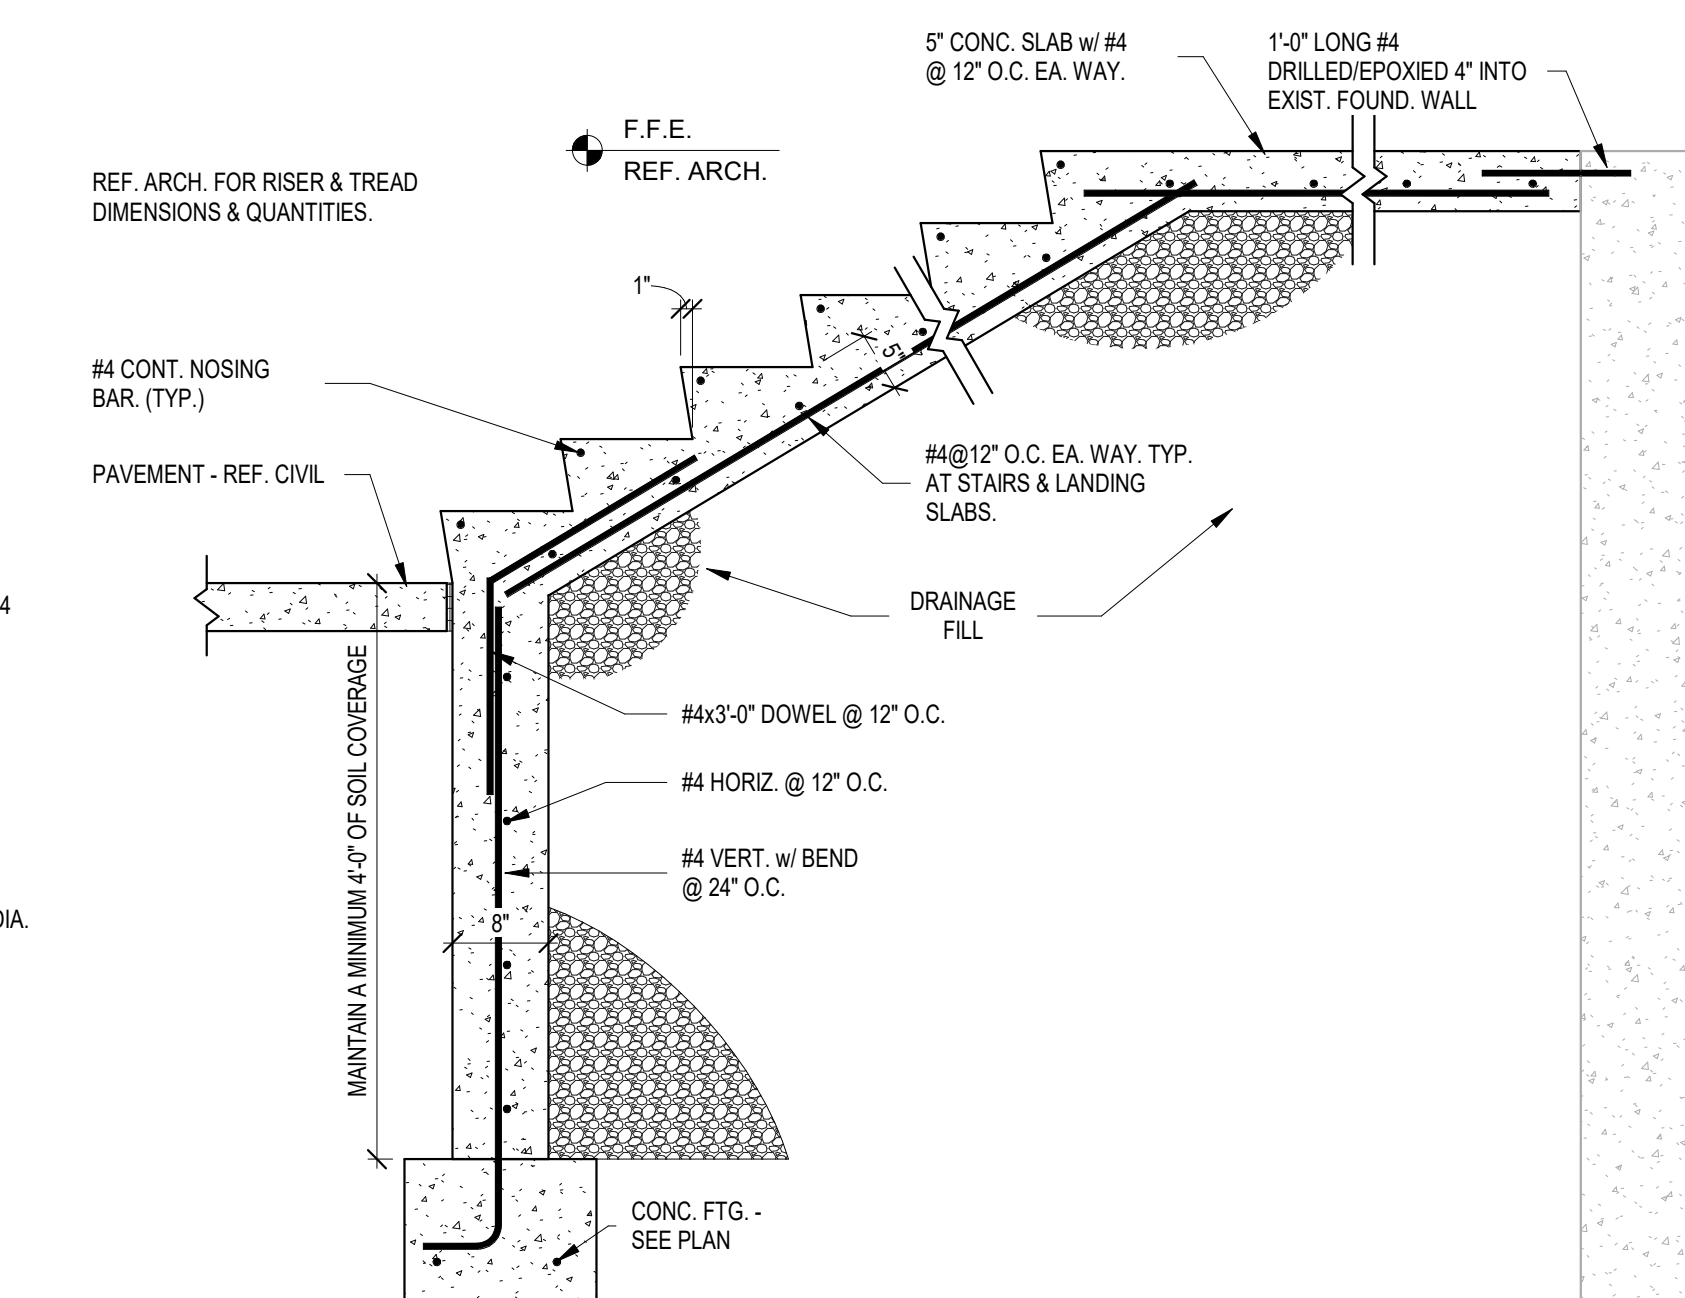 5" CONC. SLAB w/ #4
@ 12" O.C. EA. WAY.
1'-0" LONG #4
DRILLED/EPOXIED 4" INTO
EXIST. FOUND. WALL
F.F.E.
REF. ARCH.
REF. ARCH. FOR RISER & TREAD
DIMENSIONS & QUANTITIES.
1"
5"
#4 CONT. NOSING
BAR. (TYP.)
PAVEMENT - REF. CIVIL
#4@12" O.C. EA. WAY. TYP.
AT STAIRS & LANDING
SLABS.
4
DRAINAGE
FILL
MAINTAIN A MINIMUM 4'-0" OF SOIL COVERAGE
#4x3'-0" DOWEL @ 12" O.C.
#4 HORIZ. @ 12" O.C.
#4 VERT. w/ BEND
@ 24" O.C.
DIA.
8"
CONC. FTG. -
SEE PLAN